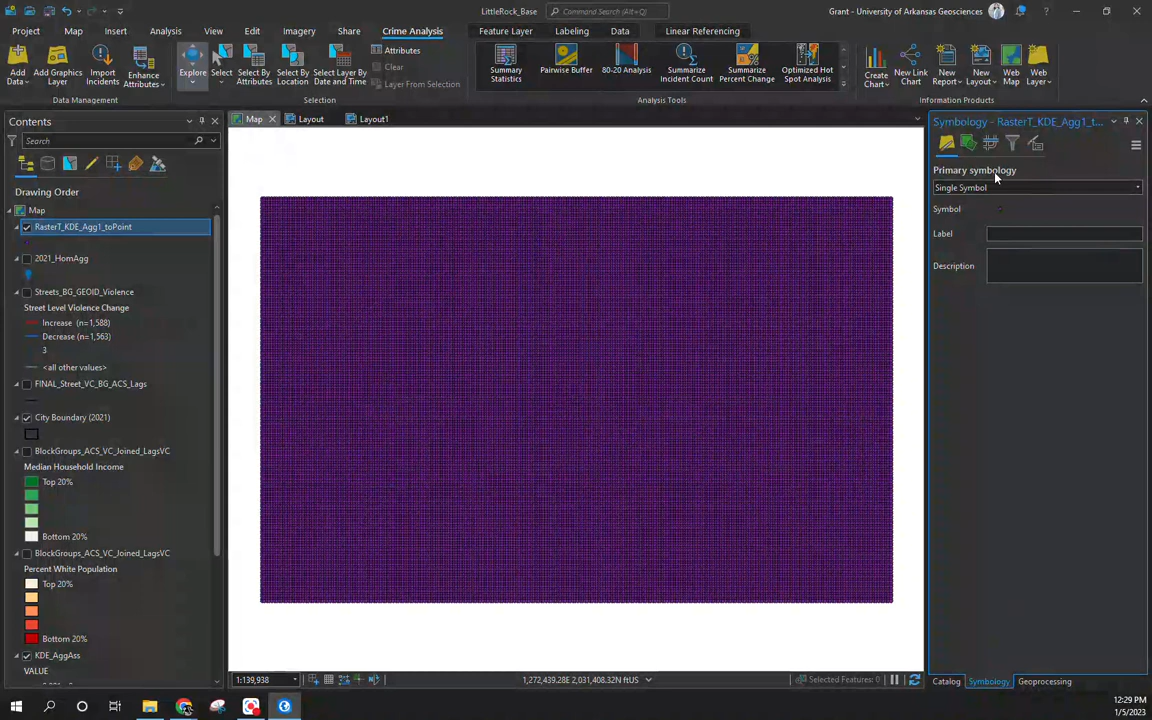 LittleRock_Base
Command Search (Alt+Q)
Grant - University of Arkansas Geosciences
Project Map Insert Analysis View Edit Imagery Share Crime Analysis Feature Layer Labeling Data Linear Referencing
Add Data
Add Graphics Layer
Import Incidents
Enhance Attributes
Data Management
Explore
Select
Select By Attributes
Select By Location
Select Layer By Date and Time
Attributes
Clear
Layer From Selection
Selection
Summary Statistics
Pairwise Buffer
80-20 Analysis
Summarize Incident Count
Summarize Percent Change
Optimized Hot Spot Analysis
Analysis Tools
Create Chart
New Link Chart
New Report
New Layout
Web Map
Web Layer
Information Products
Contents
Search
Drawing Order
Map
RasterT_KDE_Agg1_toPoint
2021_HomAgg
Streets_BG_GEOID_Violence
Street Level Violence Change
Increase (n=1,588)
Decrease (n=1,563)
3
<all other values>
FINAL_Street_VC_BG_ACS_Lags
City Boundary (2021)
BlockGroups_ACS_VC_Joined_LagsVC
Median Household Income
Top 20%
Bottom 20%
BlockGroups_ACS_VC_Joined_LagsVC
Percent White Population
Top 20%
Bottom 20%
KDE_AggAss
VALUE
Map Layout Layout1
1:139,938
1,272,439.28E 2,031,408.32N ftUS
Selected Features: 0
Symbology - RasterT_KDE_Agg1_t...
Primary symbology
Single Symbol
Symbol
Label
Description
Catalog Symbology Geoprocessing
12:29 PM
1/5/2023